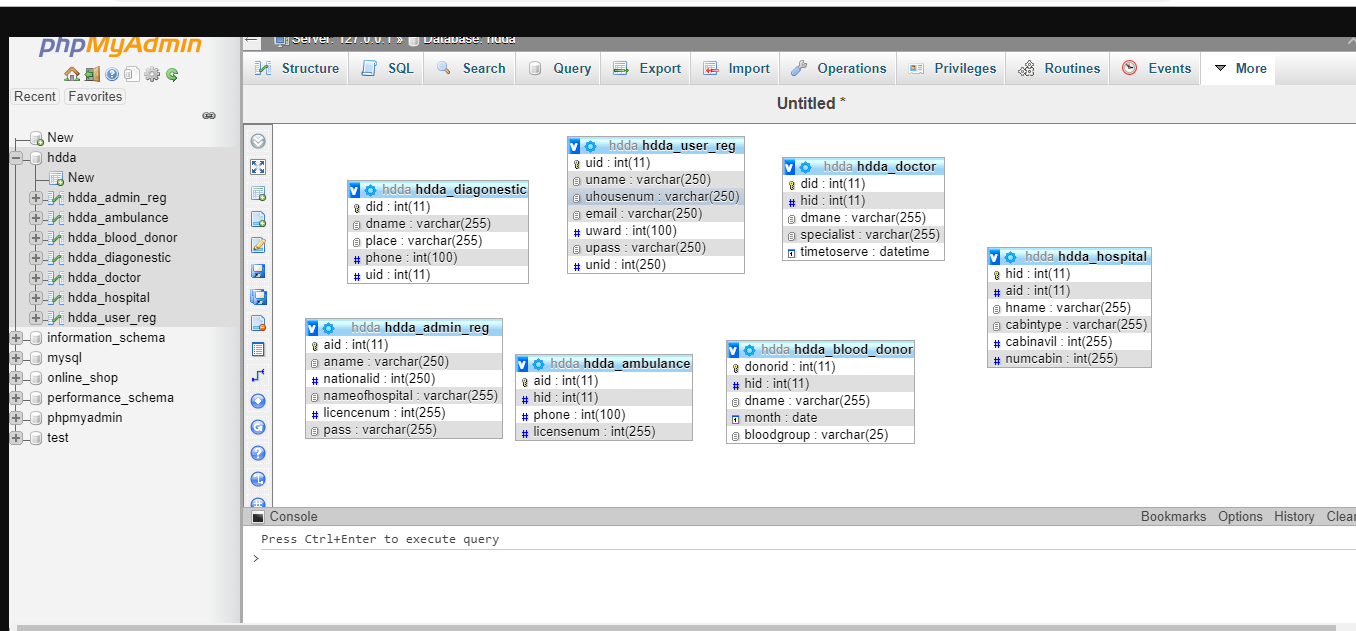 phpMyAdmin
Recent Favorites
New
hdda
New
hdda_admin_reg
hdda_ambulance
hdda_blood_donor
hdda_diagonestic
hdda_doctor
hdda_hospital
hdda_user_reg
information_schema
mysql
online_shop
performance_schema
phpmyadmin
test
Server: 127.0.0.1 » Database: hdda
Structure SQL Search Query Export Import Operations Privileges Routines Events More
Untitled *
hdda hdda_diagonestic
did : int(11)
dname : varchar(255)
place : varchar(255)
phone : int(100)
uid : int(11)
hdda hdda_user_reg
uid : int(11)
uname : varchar(250)
uhousenum : varchar(250)
email : varchar(250)
uward : int(100)
upass : varchar(250)
unid : int(250)
hdda hdda_doctor
did : int(11)
hid : int(11)
dmane : varchar(255)
specialist : varchar(255)
timetoserve : datetime
hdda hdda_hospital
hid : int(11)
aid : int(11)
hname : varchar(255)
cabintype : varchar(255)
cabinavil : int(255)
numcabin : int(255)
hdda hdda_admin_reg
aid : int(11)
aname : varchar(250)
nationalid : int(250)
nameofhospital : varchar(255)
licencenum : int(255)
pass : varchar(255)
hdda hdda_ambulance
aid : int(11)
hid : int(11)
phone : int(100)
licensenum : int(255)
hdda hdda_blood_donor
donorid : int(11)
hid : int(11)
dname : varchar(255)
month : date
bloodgroup : varchar(25)
Console Bookmarks Options History Clear
Press Ctrl+Enter to execute query
>